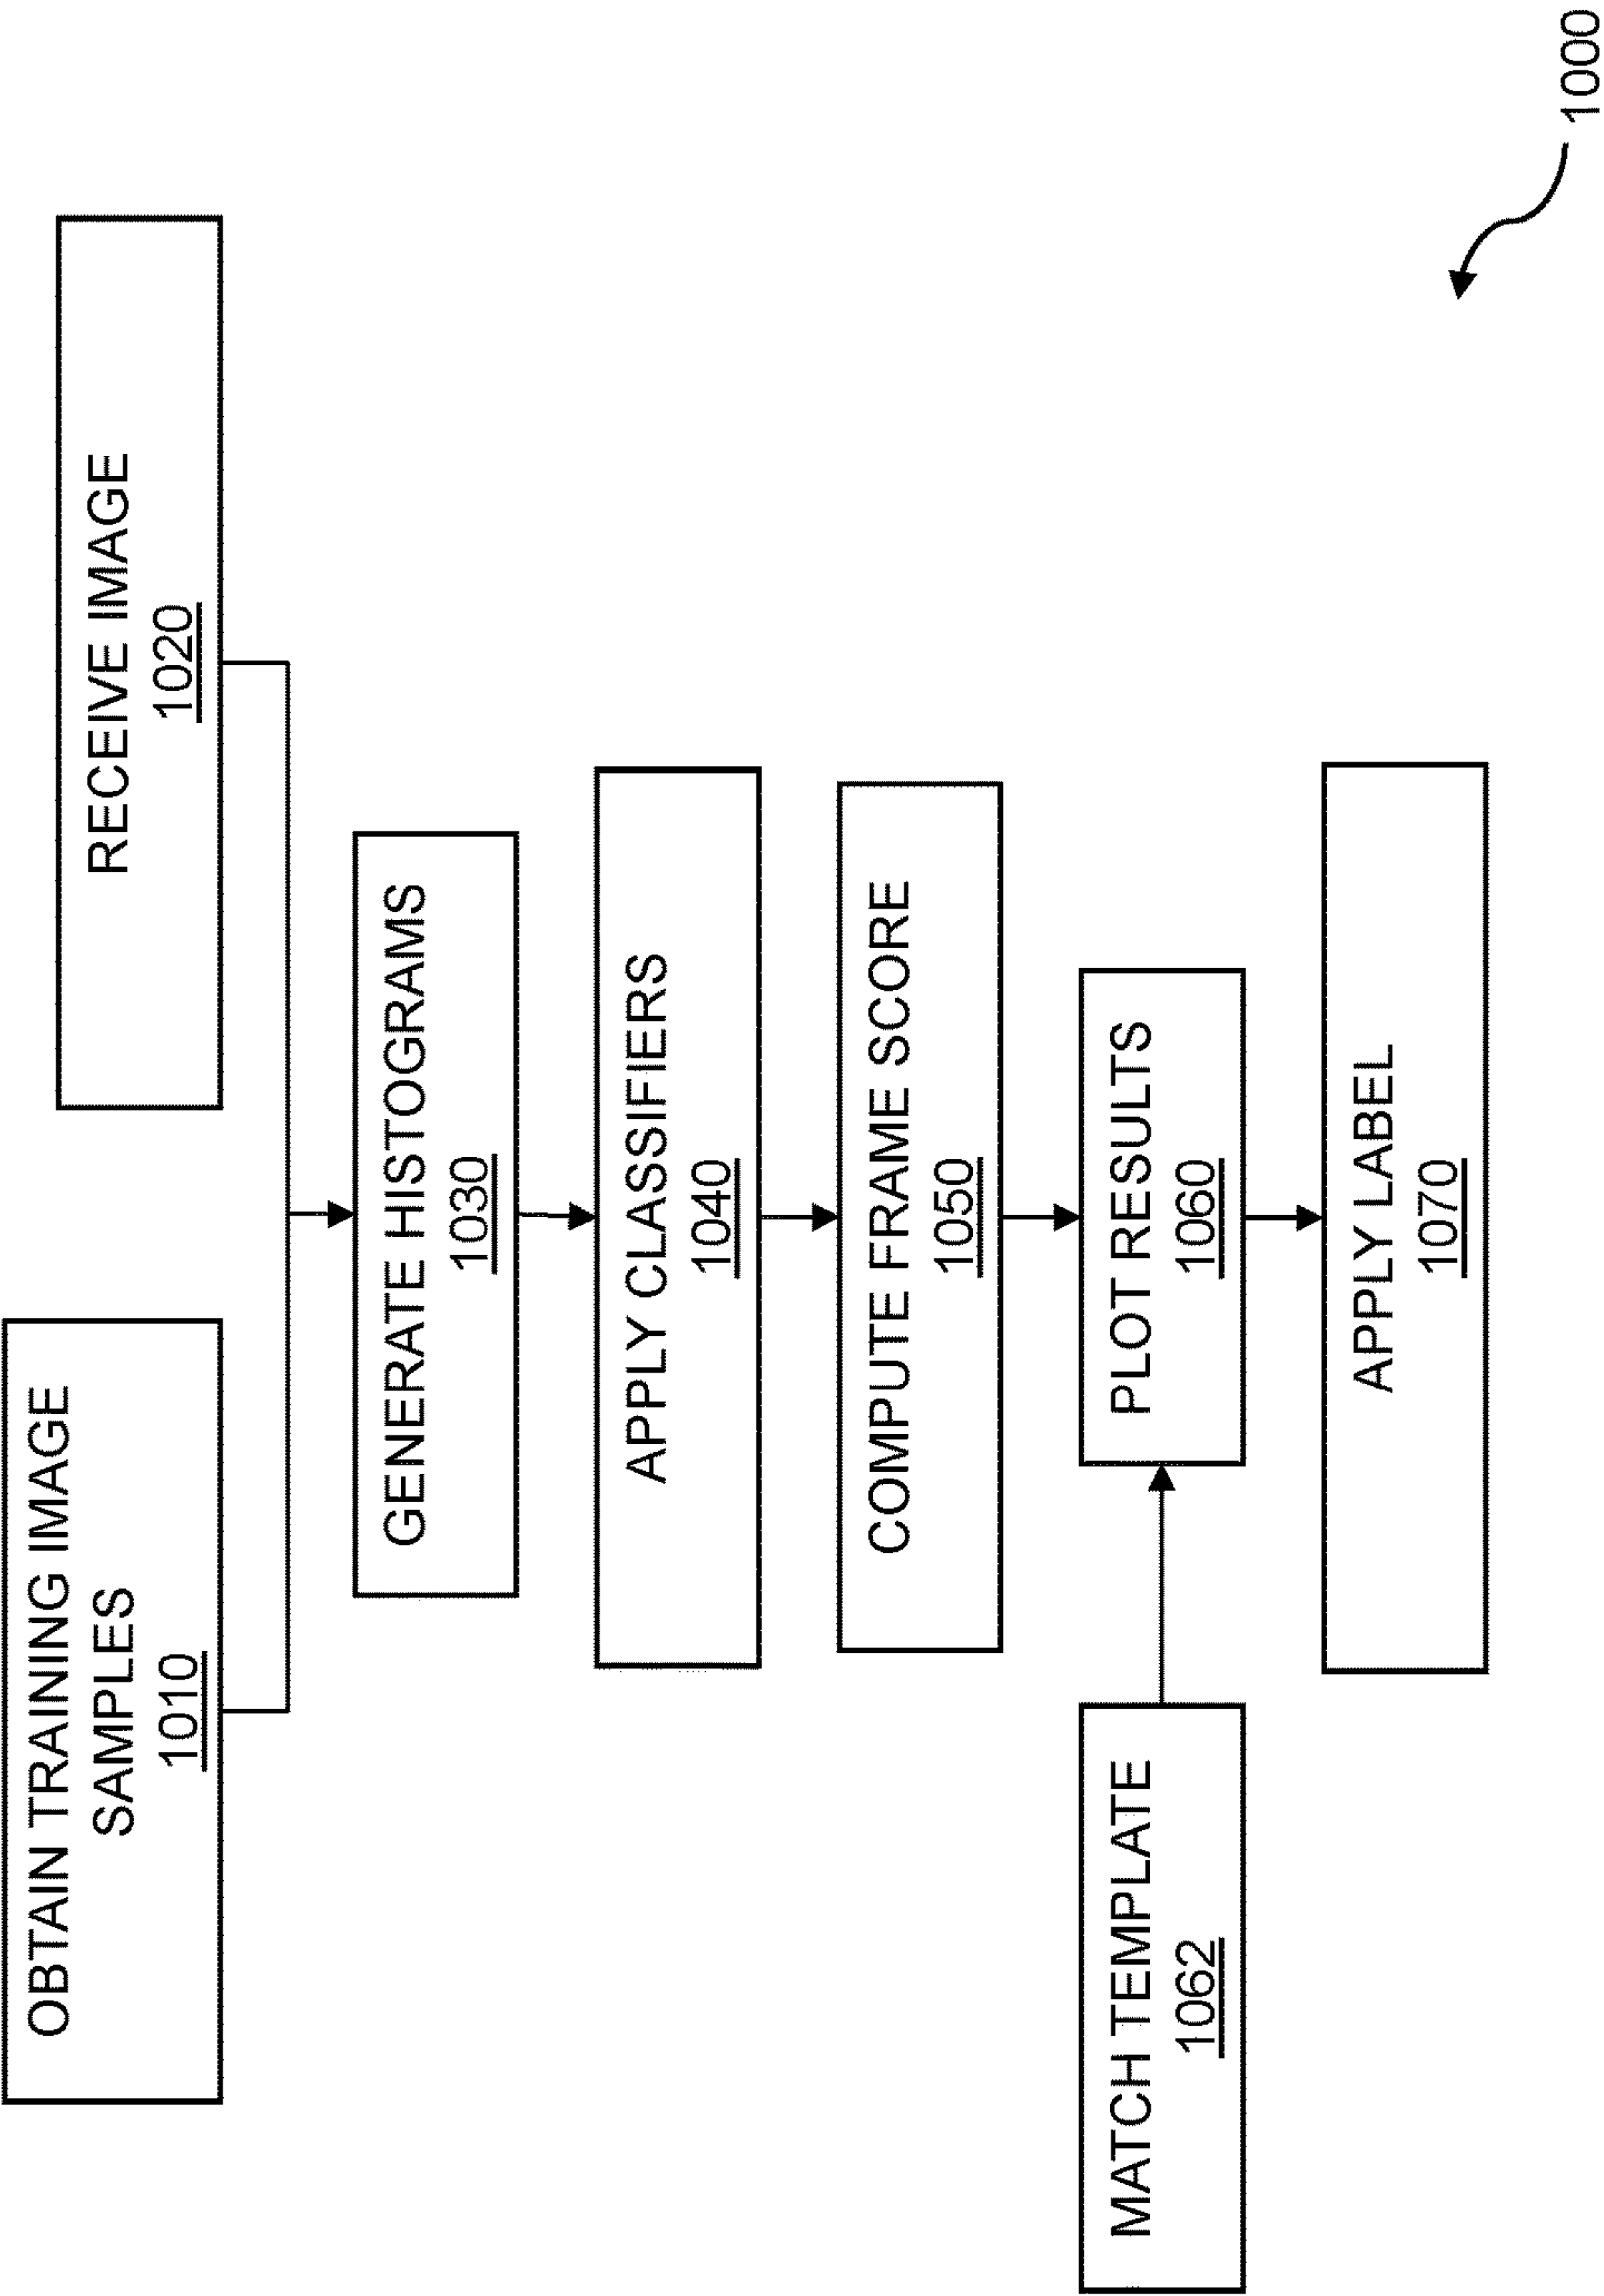 OBTAIN TRAINING IMAGE
SAMPLES
1010
RECEIVE IMAGE
1020
GENERATE HISTOGRAMS
1030
APPLY CLASSIFIERS
1040
COMPUTE FRAME SCORE
1050
MATCH TEMPLATE
1062
PLOT RESULTS
1060
APPLY LABEL
1070
1000